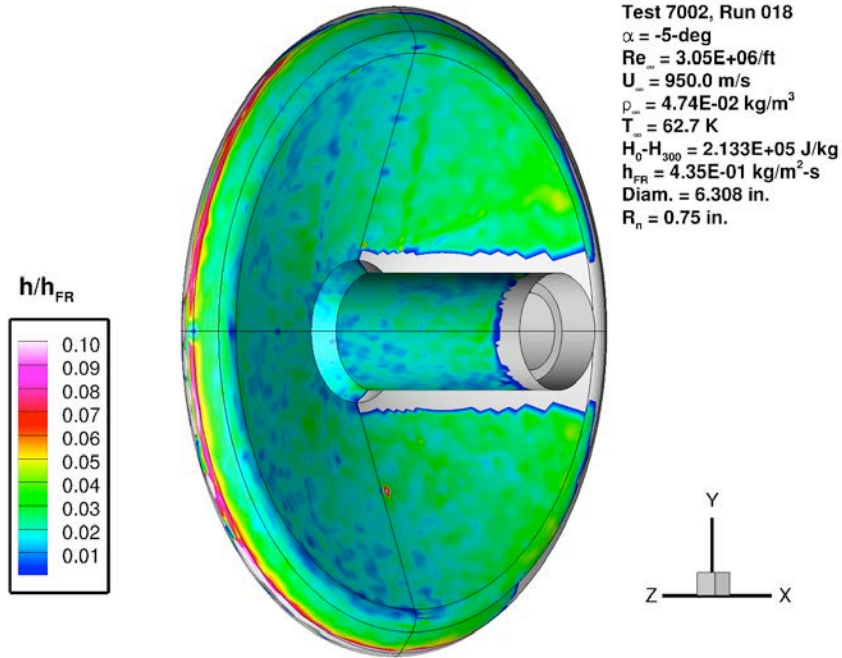 Test 7002, Run 018
α = -5-deg
Re∞ = 3.05E+06/ft
U∞ = 950.0 m/s
ρ∞ = 4.74E-02 kg/m³
T∞ = 62.7 K
H₀-H₃₀₀ = 2.133E+05 J/kg
h_FR = 4.35E-01 kg/m²-s
Diam. = 6.308 in.
Rₙ = 0.75 in.
h/h_FR
0.10
0.09
0.08
0.07
0.06
0.05
0.04
0.03
0.02
0.01
Y
Z X